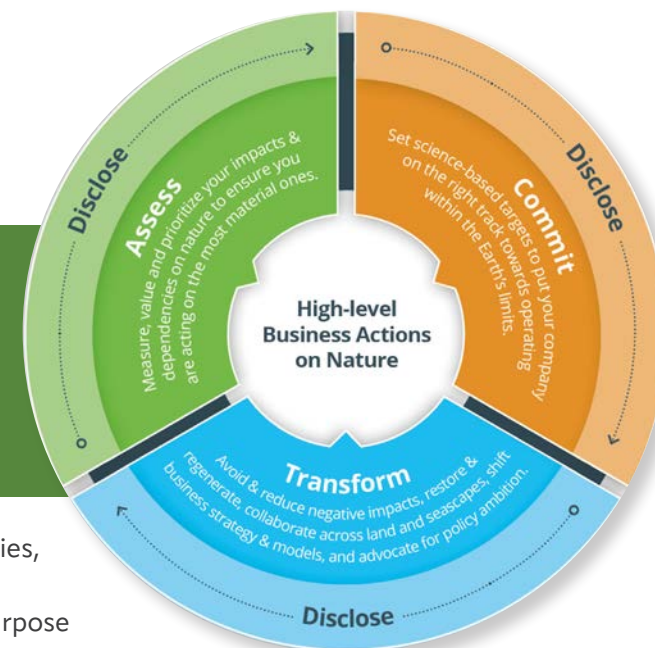 Disclose
Assess
Measure, value and prioritize your impacts &
dependencies on nature to ensure you
are acting on the most material ones.
Disclose
Commit
Set science-based targets to put your company
on the right track towards operating
within the Earth's limits.
High-level
Business Actions
on Nature
Transform
Avoid & reduce negative impacts, restore &
regenerate, collaborate across land and seascapes, shift
business strategy & models, and advocate for policy ambition.
Disclose